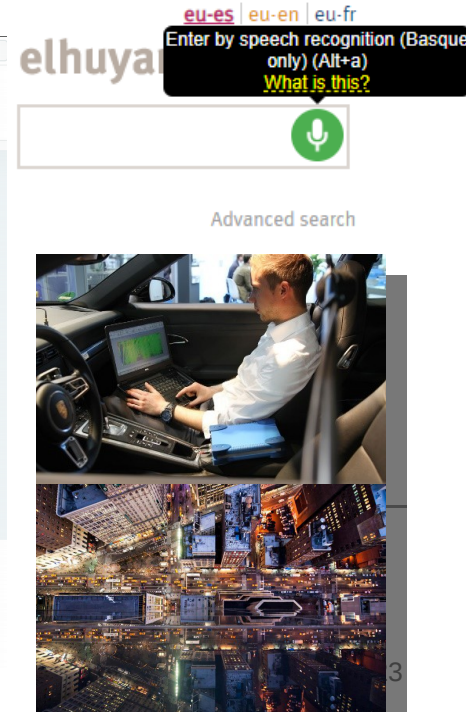 eu-es eu-en eu-fr
Enter by speech recognition (Basque
only) (Alt+a)
What is this?
elhuya
Advanced search
3